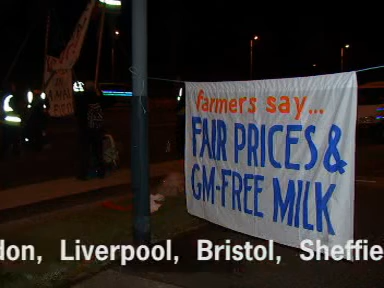 farmers say...
FAIR PRICES &
GM-FREE MILK
don, Liverpool, Bristol, Sheffie